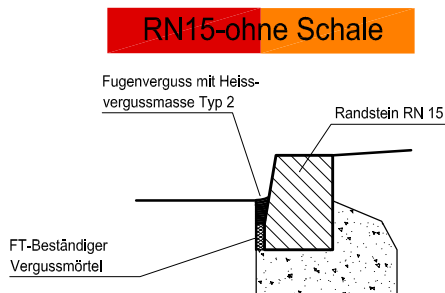 RN15-ohne Schale
Fugenverguss mit Heiss-
vergussmasse Typ 2
Randstein RN 15
FT-Beständiger
Vergussmörtel